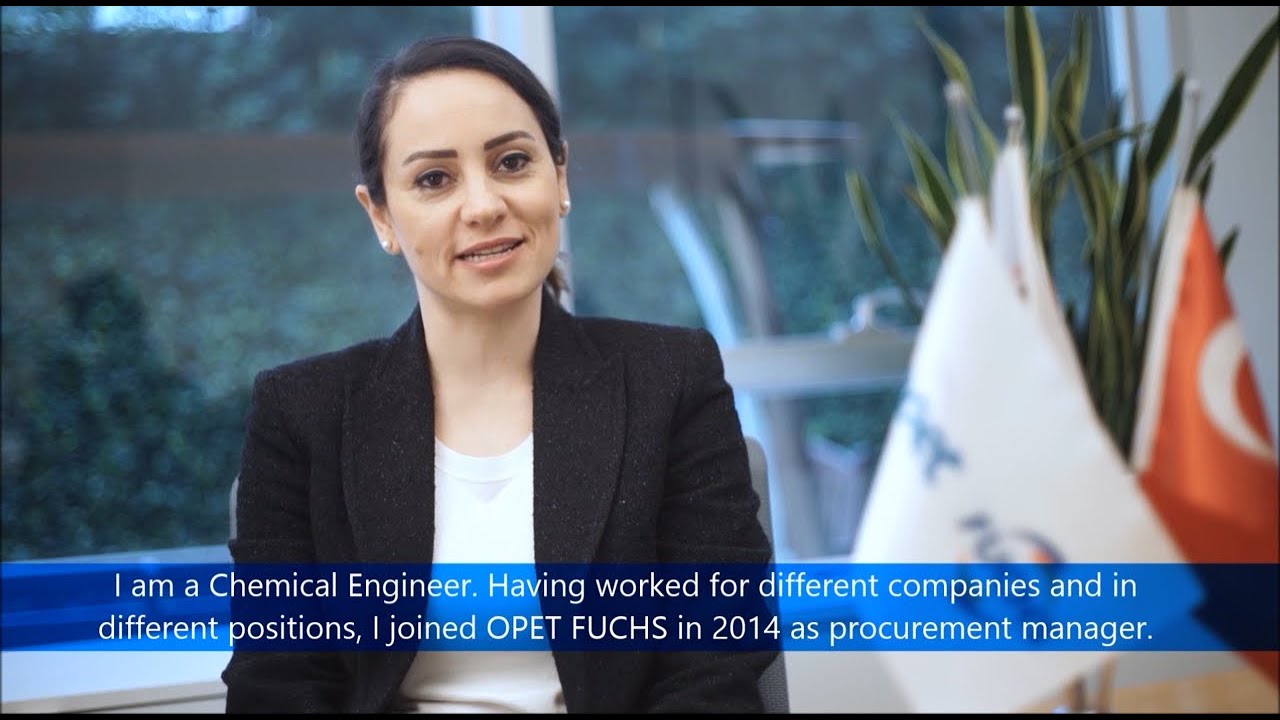 I am a Chemical Engineer. Having worked for different companies and in
different positions, I joined OPET FUCHS in 2014 as procurement manager.